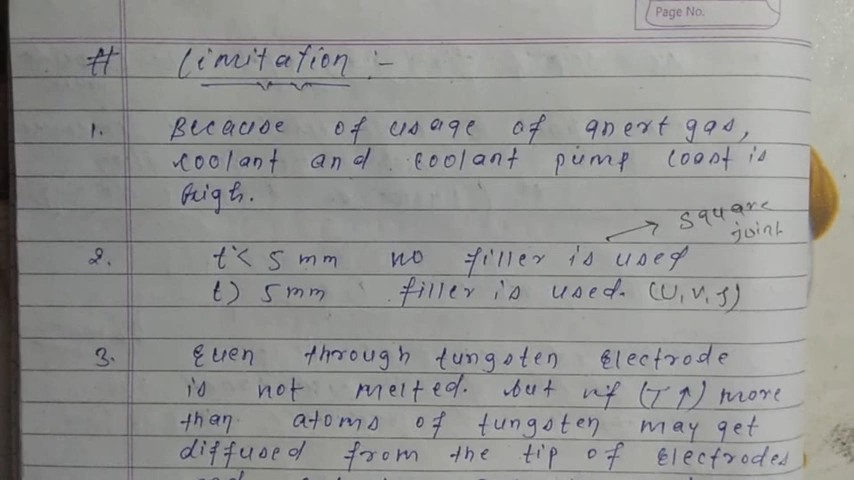 Page No.
# Limitation :-
1. Because of usage of anert gas,
coolant and coolant pump coast is
high.
square
joint
2. t < 5 mm no filler is used
t > 5 mm filler is used. (U, V, J)
3. Even through tungsten electrode
is not melted. but if (T ↑) more
than atoms of tungsten may get
diffused from the tip of electrodes